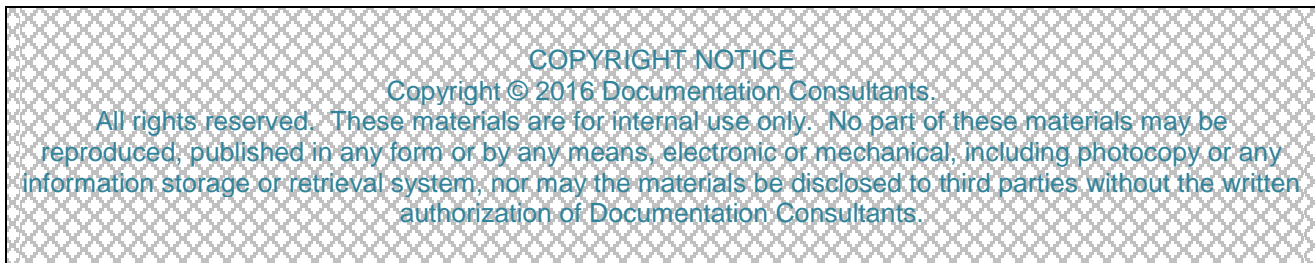 COPYRIGHT NOTICE
Copyright © 2016 Documentation Consultants.
All rights reserved. These materials are for internal use only. No part of these materials may be
reproduced, published in any form or by any means, electronic or mechanical, including photocopy or any
information storage or retrieval system, nor may the materials be disclosed to third parties without the written
authorization of Documentation Consultants.